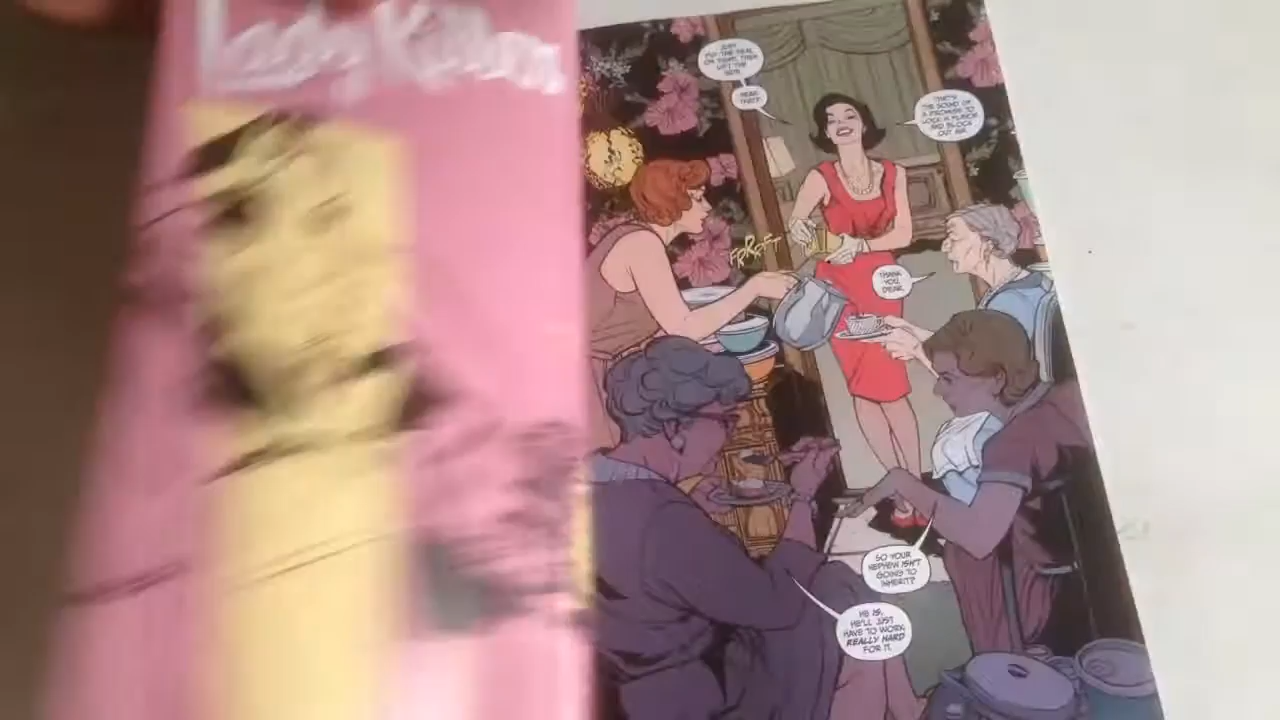 Lady Killer
JUST
PUT THE SEAL
ON TIGHT, THEN
LIFT THE
SIDE.
HEAR
THAT?
THAT'S
THE SOUND OF
A PROMISE TO
LOCK IN FLAVOR
AND BLOCK
OUT AIR.
FRRRFT
THANK
YOU,
DEAR.
SO YOUR
NEPHEW ISN'T
GOING TO
INHERIT?
HE IS,
HE'LL JUST
HAVE TO WORK
REALLY HARD
FOR IT.